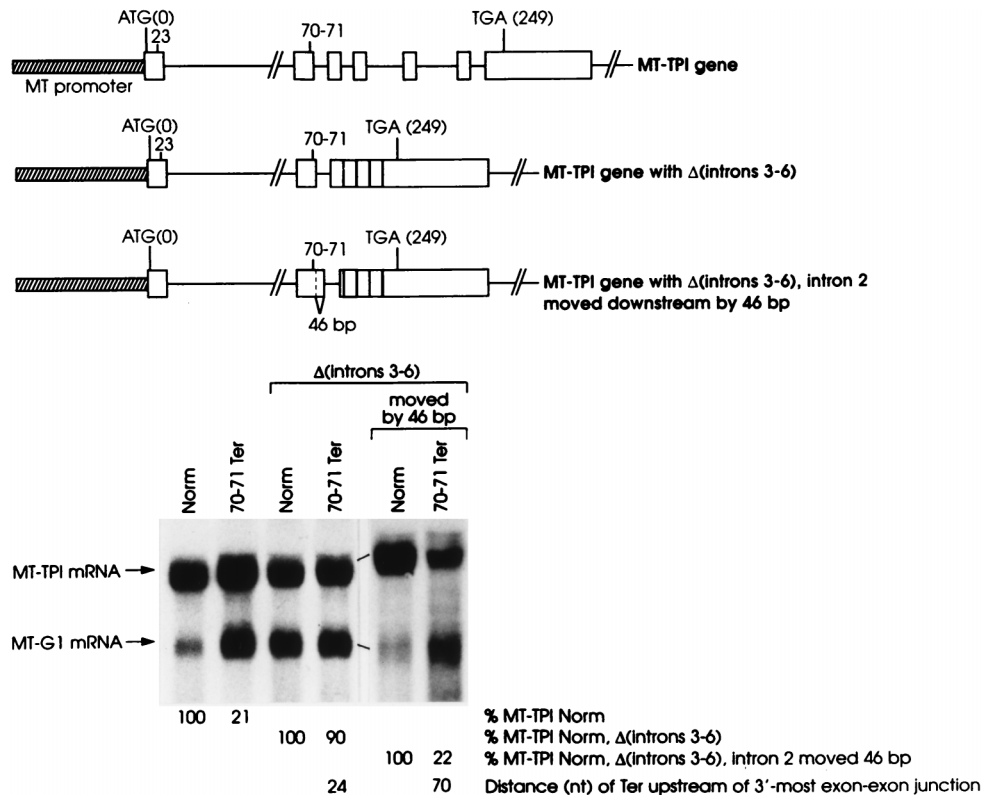 ATG(0)
23
70-71
TGA (249)
MT-TPI gene
MT promoter
ATG(0)
23
70-71
TGA (249)
MT-TPI gene with Δ(introns 3-6)
ATG(0)
70-71
TGA (249)
MT-TPI gene with Δ(introns 3-6), intron 2
moved downstream by 46 bp
46 bp
Δ(introns 3-6)
moved
by 46 bp
Norm
70-71 Ter
Norm
70-71 Ter
Norm
70-71 Ter
MT-TPI mRNA
MT-G1 mRNA
100 21 % MT-TPI Norm
100 90 % MT-TPI Norm, Δ(introns 3-6)
100 22 % MT-TPI Norm, Δ(introns 3-6), intron 2 moved 46 bp
24 70 Distance (nt) of Ter upstream of 3'-most exon-exon junction